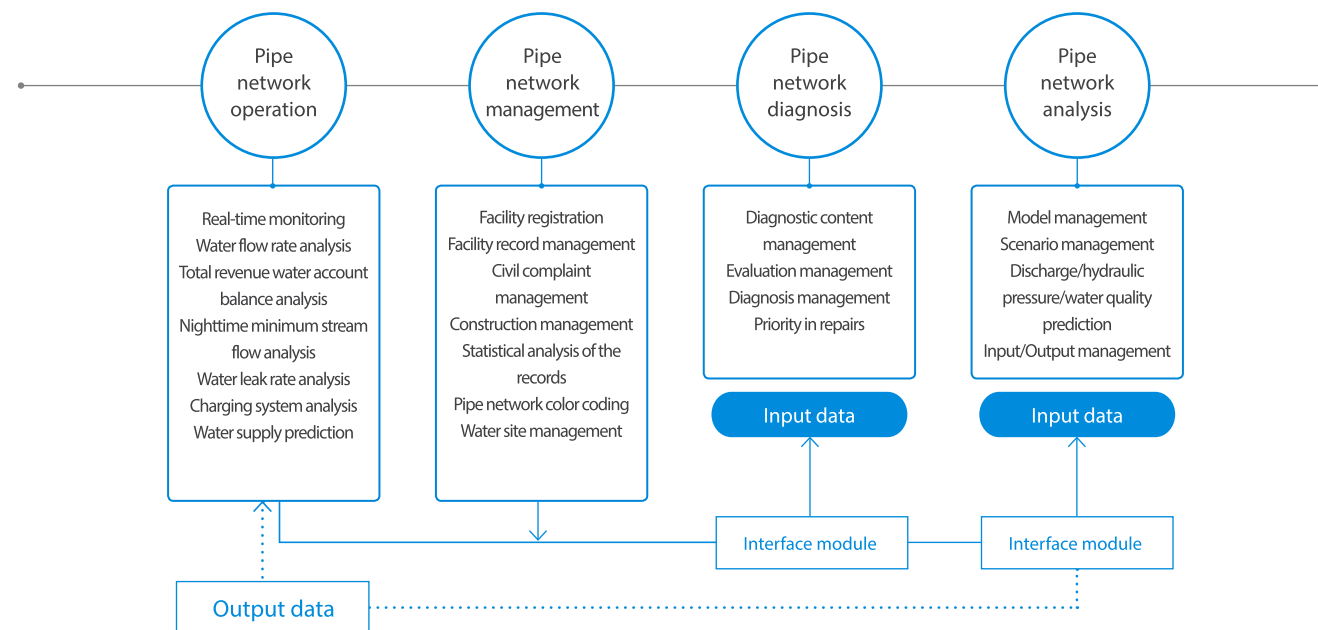 Pipe
network
operation
Pipe
network
management
Pipe
network
diagnosis
Pipe
network
analysis
Real-time monitoring
Water flow rate analysis
Total revenue water account
balance analysis
Nighttime minimum stream
flow analysis
Water leak rate analysis
Charging system analysis
Water supply prediction
Facility registration
Facility record management
Civil complaint
management
Construction management
Statistical analysis of the
records
Pipe network color coding
Water site management
Diagnostic content
management
Evaluation management
Diagnosis management
Priority in repairs
Model management
Scenario management
Discharge/hydraulic
pressure/water quality
prediction
Input/Output management
Input data
Input data
Interface module
Interface module
Output data